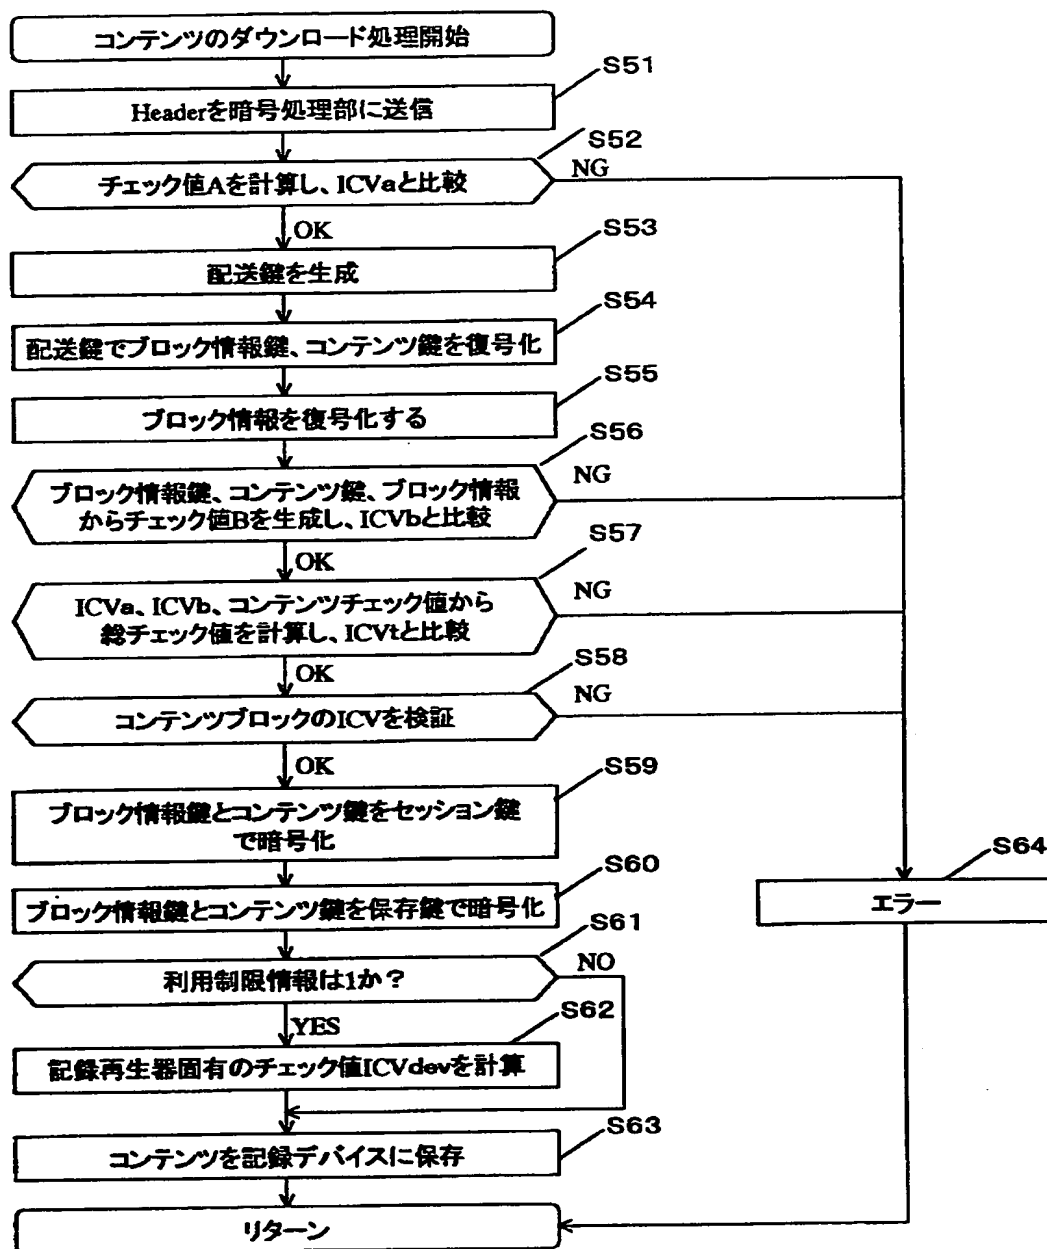 コンテンツのダウンロード処理開始
S51
Headerを暗号処理部に送信
S52
チェック値Aを計算し、ICVaと比較
NG
OK
S53
配送鍵を生成
S54
配送鍵でブロック情報鍵、コンテンツ鍵を復号化
S55
ブロック情報を復号化する
S56
ブロック情報鍵、コンテンツ鍵、ブロック情報
からチェック値Bを生成し、ICVbと比較
NG
OK
S57
ICVa、ICVb、コンテンツチェック値から
総チェック値を計算し、ICVtと比較
NG
OK
S58
コンテンツブロックのICVを検証
NG
OK
S59
ブロック情報鍵とコンテンツ鍵をセッション鍵
で暗号化
S60
ブロック情報鍵とコンテンツ鍵を保存鍵で暗号化
S64
エラー
S61
利用制限情報は1か？
NO
YES
S62
記録再生器固有のチェック値ICVdevを計算
S63
コンテンツを記録デバイスに保存
リターン